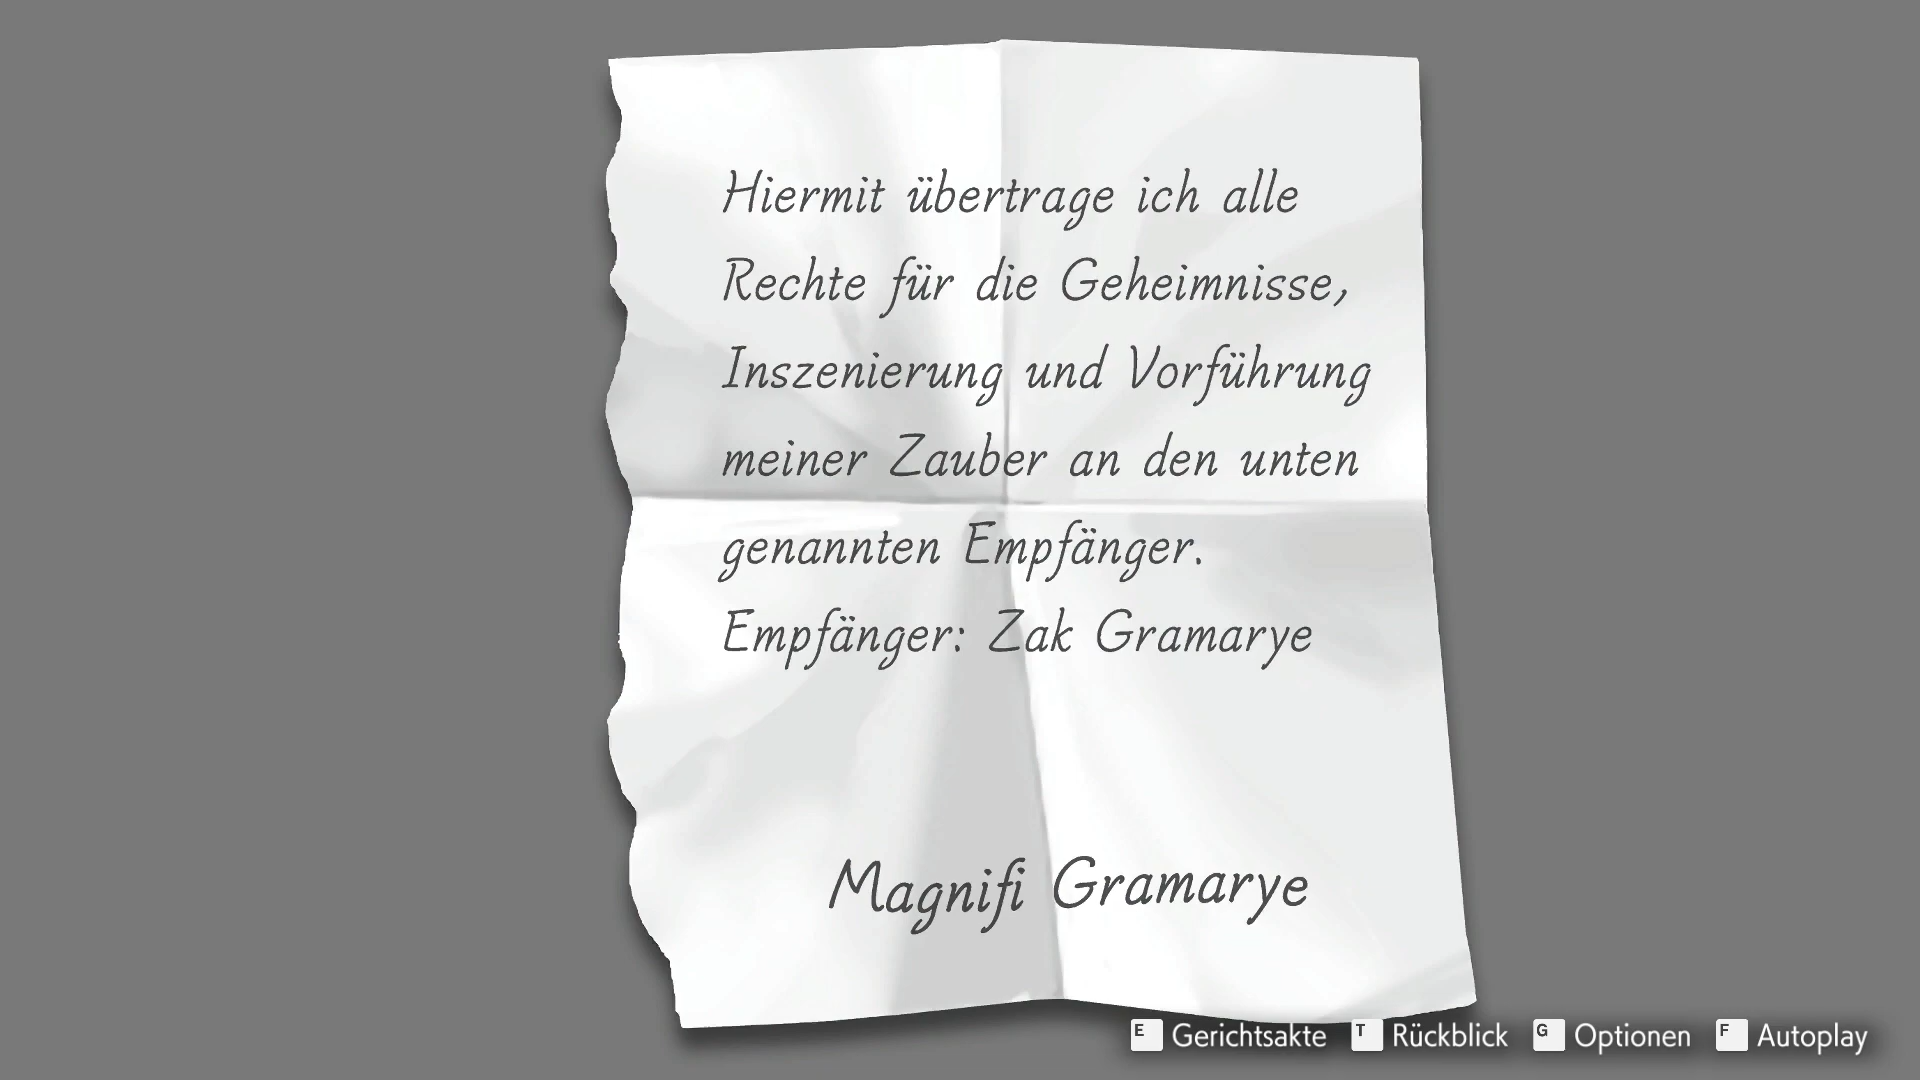 Hiermit übertrage ich alle
Rechte für die Geheimnisse,
Inszenierung und Vorführung
meiner Zauber an den unten
genannten Empfänger.
Empfänger: Zak Gramarye
Magnifi Gramarye
E Gerichtsakte T Rückblick G Optionen F Autoplay